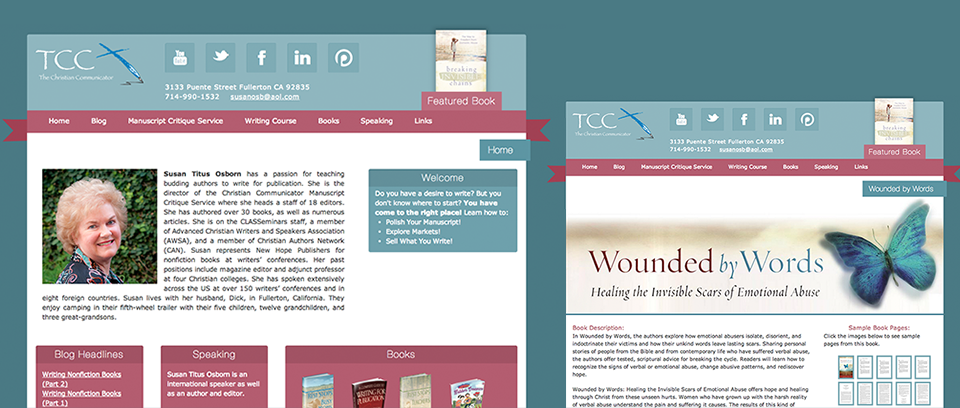 TCC
The Christian Communicator
You Tube
3133 Puente Street Fullerton CA 92835
714-990-1532 susanosb@aol.com
breaking
INVISIBLE
chains
Featured Book
Home Blog Manuscript Critique Service Writing Course Books Speaking Links
Home
Susan Titus Osborn has a passion for teaching
budding authors to write for publication. She is the
director of the Christian Communicator Manuscript
Critique Service where she heads a staff of 18 editors.
She has authored over 30 books, as well as numerous
articles. She is on the CLASSeminars staff, a member
of Advanced Christian Writers and Speakers Association
(AWSA), and a member of Christian Authors Network
(CAN). Susan represents New Hope Publishers for
nonfiction books at writers' conferences. Her past
positions include magazine editor and adjunct professor
at four Christian colleges. She has spoken extensively
across the US at over 150 writers' conferences and in
eight foreign countries. Susan lives with her husband, Dick, in Fullerton, California. They
enjoy camping in their fifth-wheel trailer with their five children, twelve grandchildren, and
three great-grandsons.
Welcome
Do you have a desire to write? But you
don't know where to start? You have
come to the right place! Learn how to:
Polish Your Manuscript!
Explore Markets!
Sell What You Write!
Blog Headlines
Writing Nonfiction Books
(Part 2)
Writing Nonfiction Books
(Part 1)
Speaking
Susan Titus Osborn is an
international speaker as well
as an author and editor.
Books
TCC
The Christian Communicator
You Tube
3133 Puente Street Fullerton CA 92835
714-990-1532 susanosb@aol.com
breaking
INVISIBLE
chains
Featured Book
Home Blog Manuscript Critique Service Writing Course Books Speaking Links
Wounded by Words
Wounded by Words
Healing the Invisible Scars of Emotional Abuse
Book Description:
In Wounded by Words, the authors explore how emotional abusers isolate, disorient, and
indoctrinate their victims and how their unkind words leave lasting scars. Sharing personal
stories of people from the Bible and from contemporary life who have suffered verbal abuse,
the authors offer tested, scriptural advice for breaking the cycle. Readers will learn how to
recognize the signs of verbal or emotional abuse, change abusive patterns, and rediscover
hope.
Wounded by Words: Healing the Invisible Scars of Emotional Abuse offers hope and healing
through Christ from these unseen hurts. Women who have grown up with the harsh reality
of verbal abuse understand the pain and suffering it causes. The results of this kind of
Sample Book Pages:
Click the images below to see sample
pages from this book.